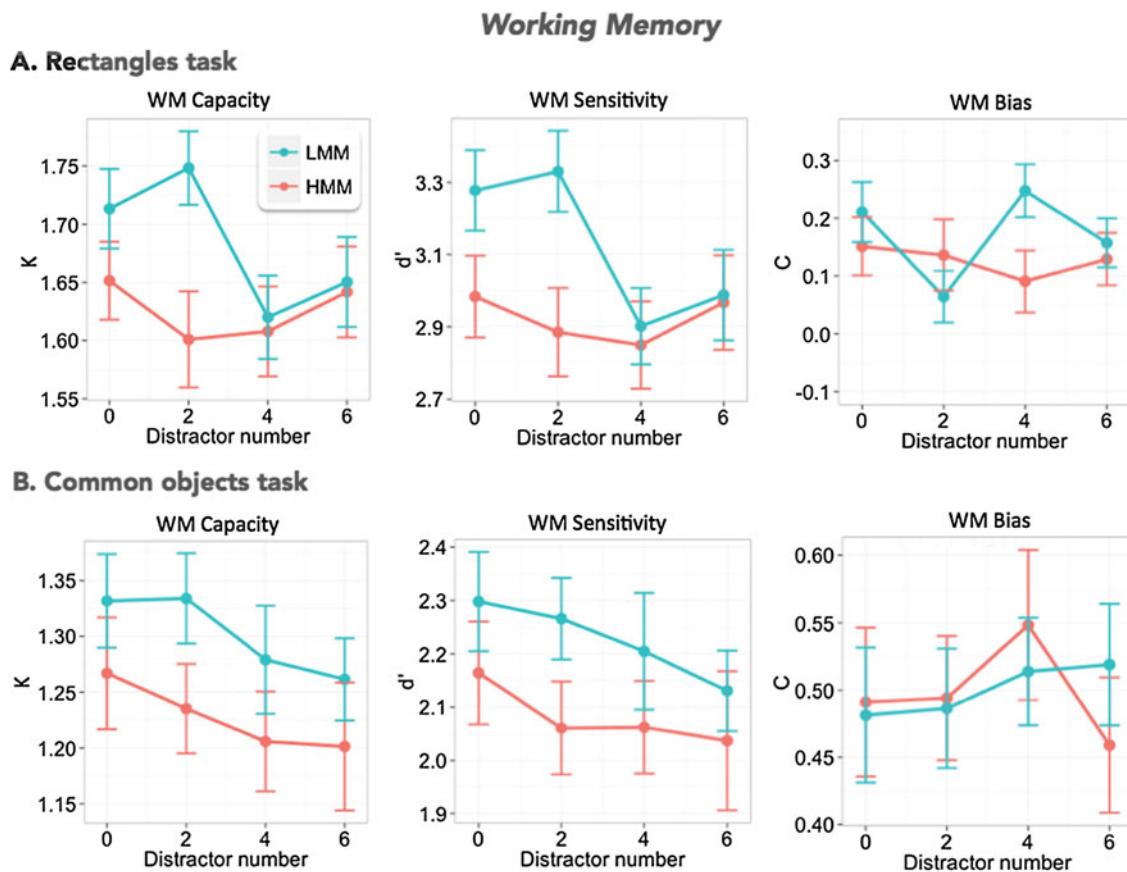 Working Memory
A. Rectangles task
WM Capacity
K
1.75
1.70
1.65
1.60
1.55
LMM
HMM
0 2 4 6
Distractor number
WM Sensitivity
d'
3.3
3.1
2.9
2.7
0 2 4 6
Distractor number
WM Bias
C
0.3
0.2
0.1
0.0
-0.1
0 2 4 6
Distractor number
B. Common objects task
WM Capacity
K
1.35
1.30
1.25
1.20
1.15
0 2 4 6
Distractor number
WM Sensitivity
d'
2.4
2.3
2.2
2.1
2.0
1.9
0 2 4 6
Distractor number
WM Bias
C
0.60
0.55
0.50
0.45
0.40
0 2 4 6
Distractor number